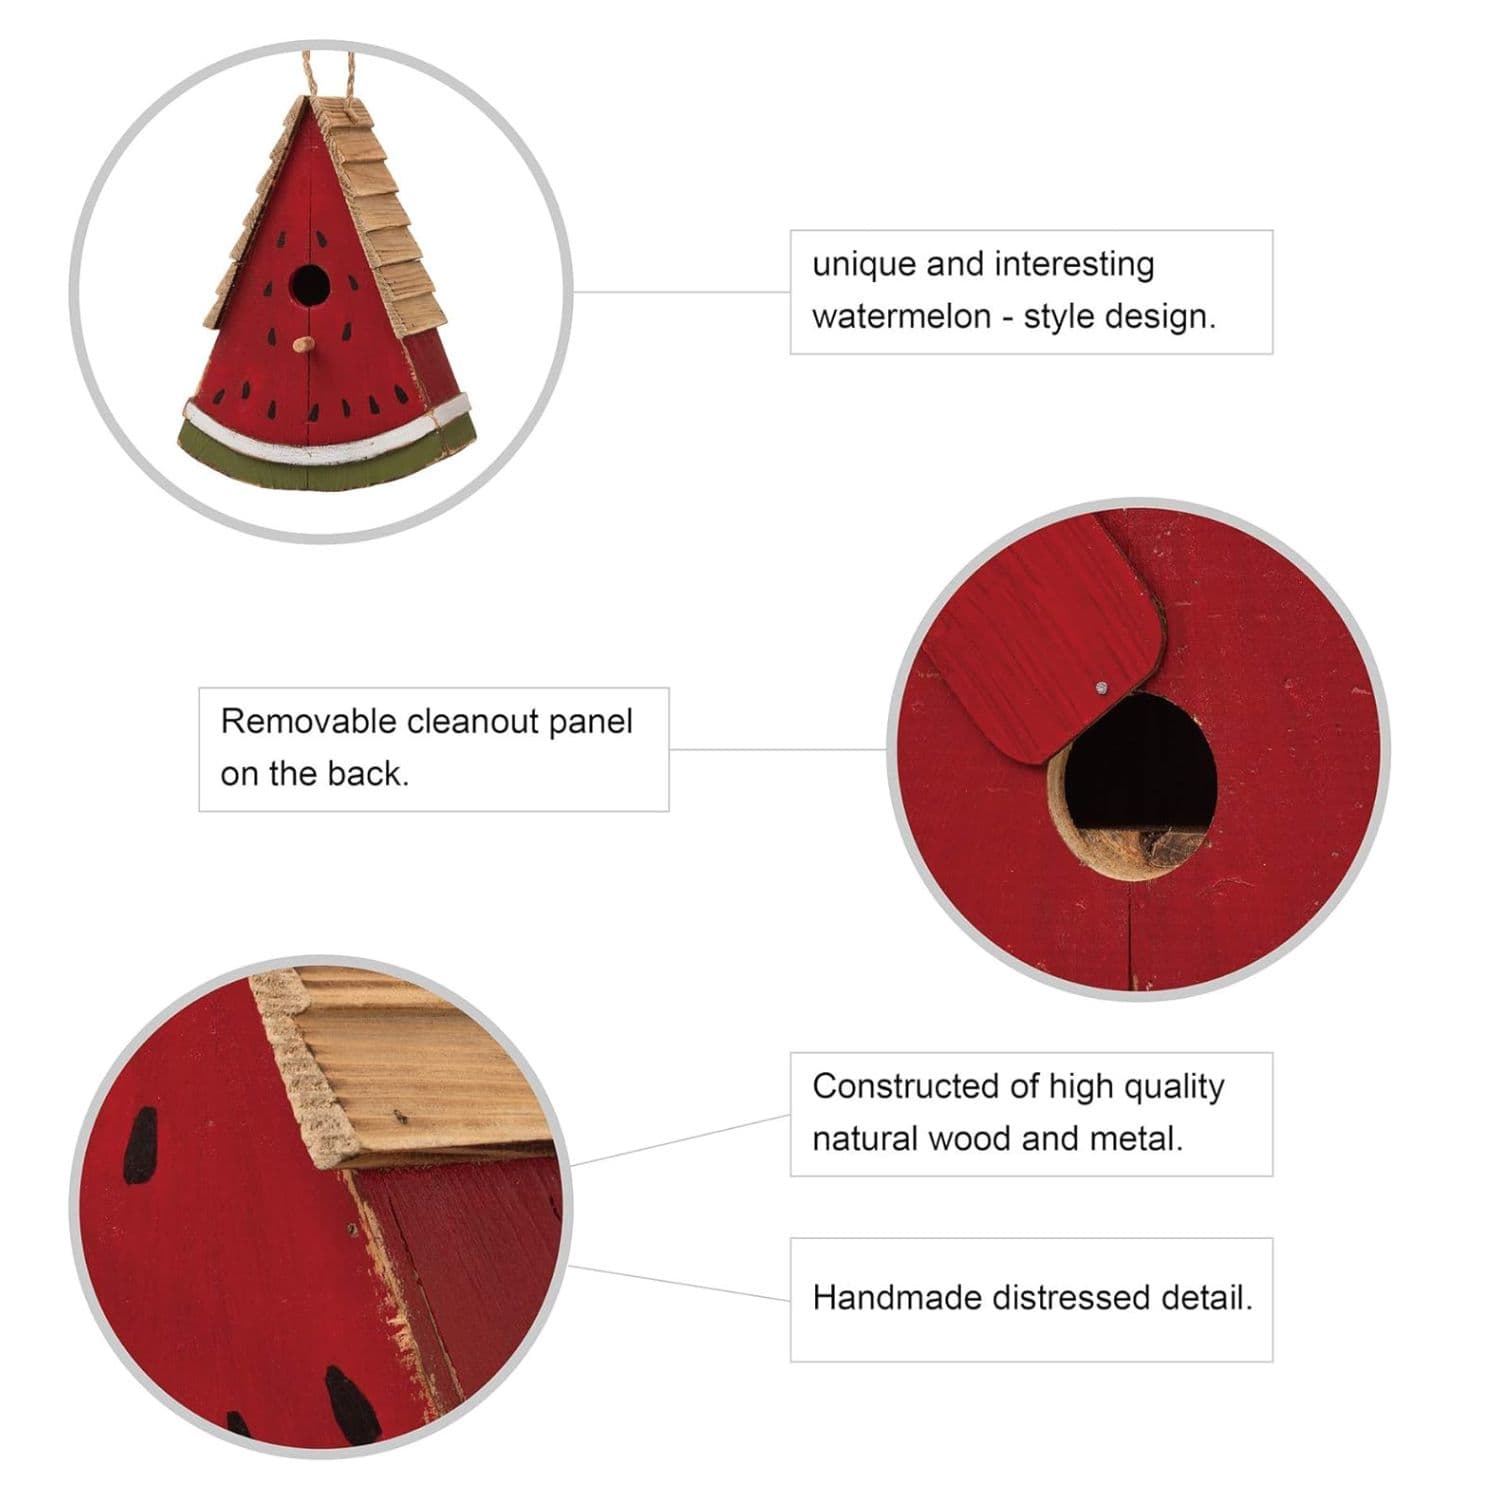 unique and interesting
watermelon - style design.
Removable cleanout panel
on the back.
Constructed of high quality
natural wood and metal.
Handmade distressed detail.